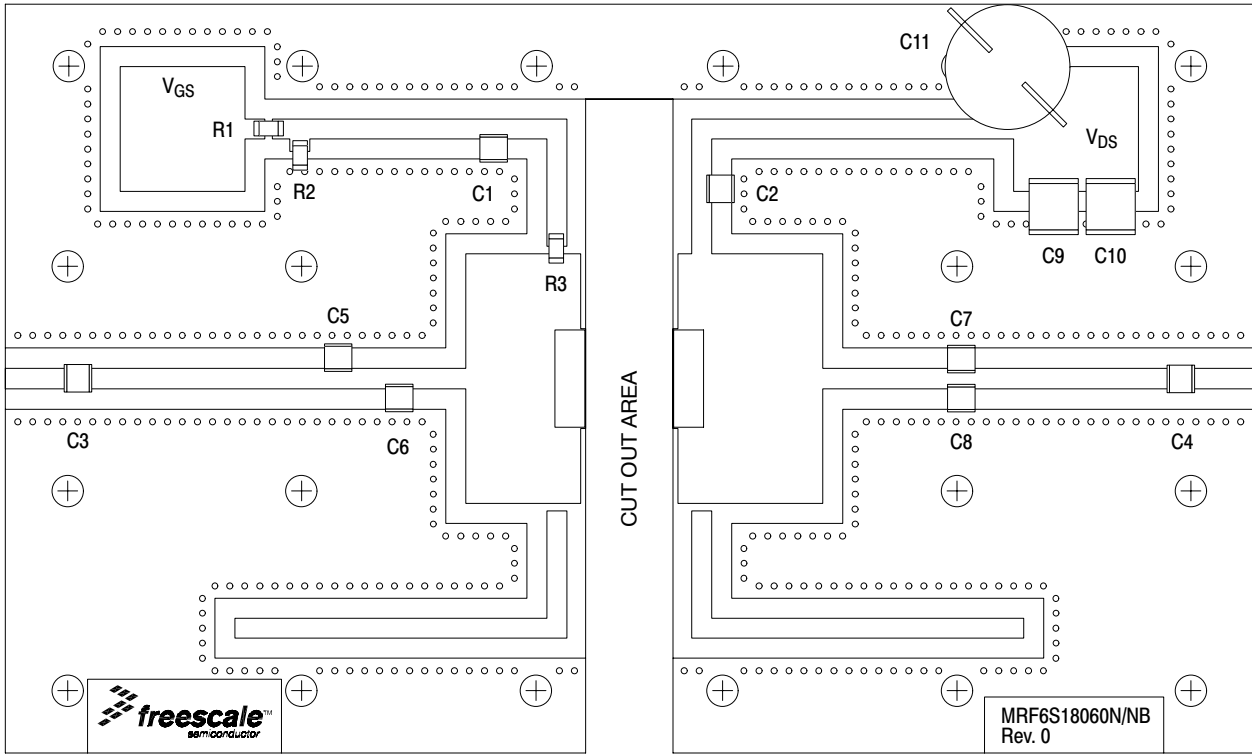 C11
VGS
R1
VDS
R2
C1
C2
C9
C10
R3
C5
C7
CUT OUT AREA
C3
C6
C8
C4
freescale™
semiconductor
MRF6S18060N/NB
Rev. 0